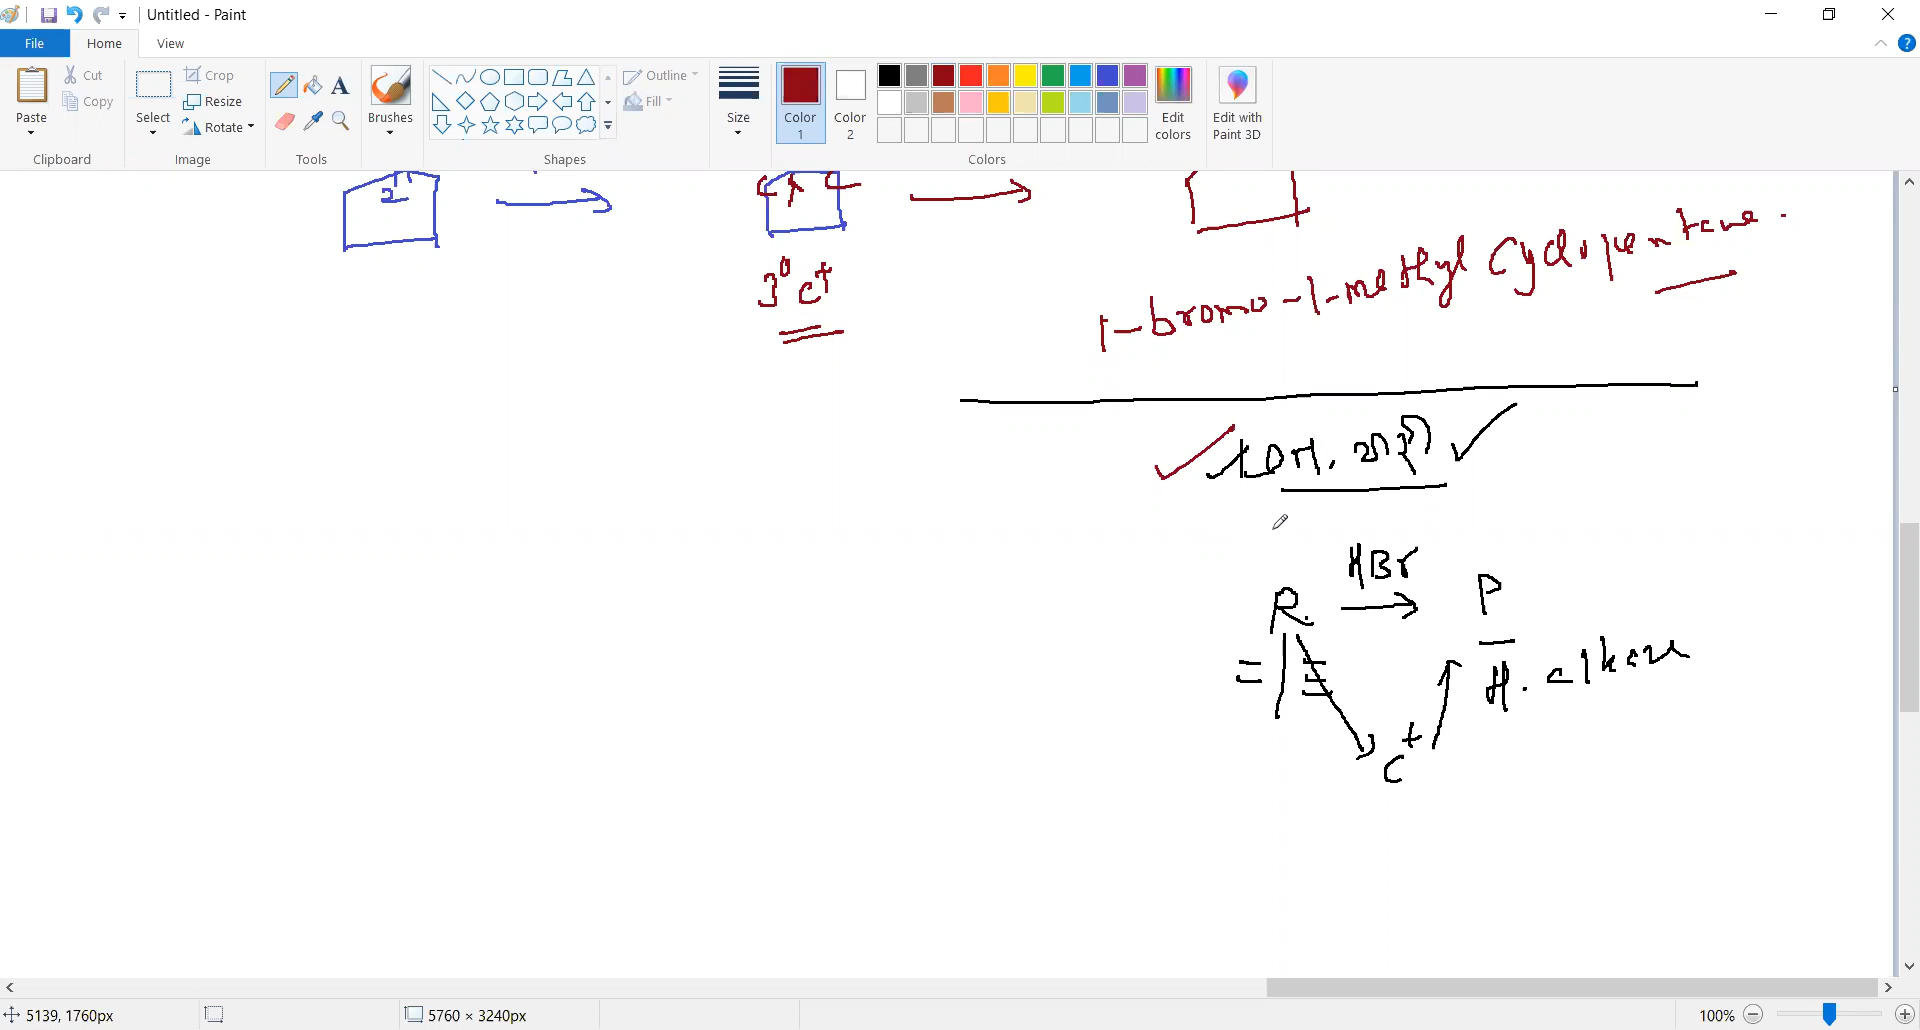 Untitled - Paint
File
Home
View
Paste
Cut
Copy
Clipboard
Select
Crop
Resize
Rotate
Image
Tools
Brushes
Shapes
Outline
Fill
Size
Color 1
Color 2
Edit colors
Edit with Paint 3D
Colors
3° c+
1-bromo-1-methyl cyclopentane.
HBr
R.
P
H. alkane
=
≡
C+
5139, 1760px
5760 × 3240px
100%